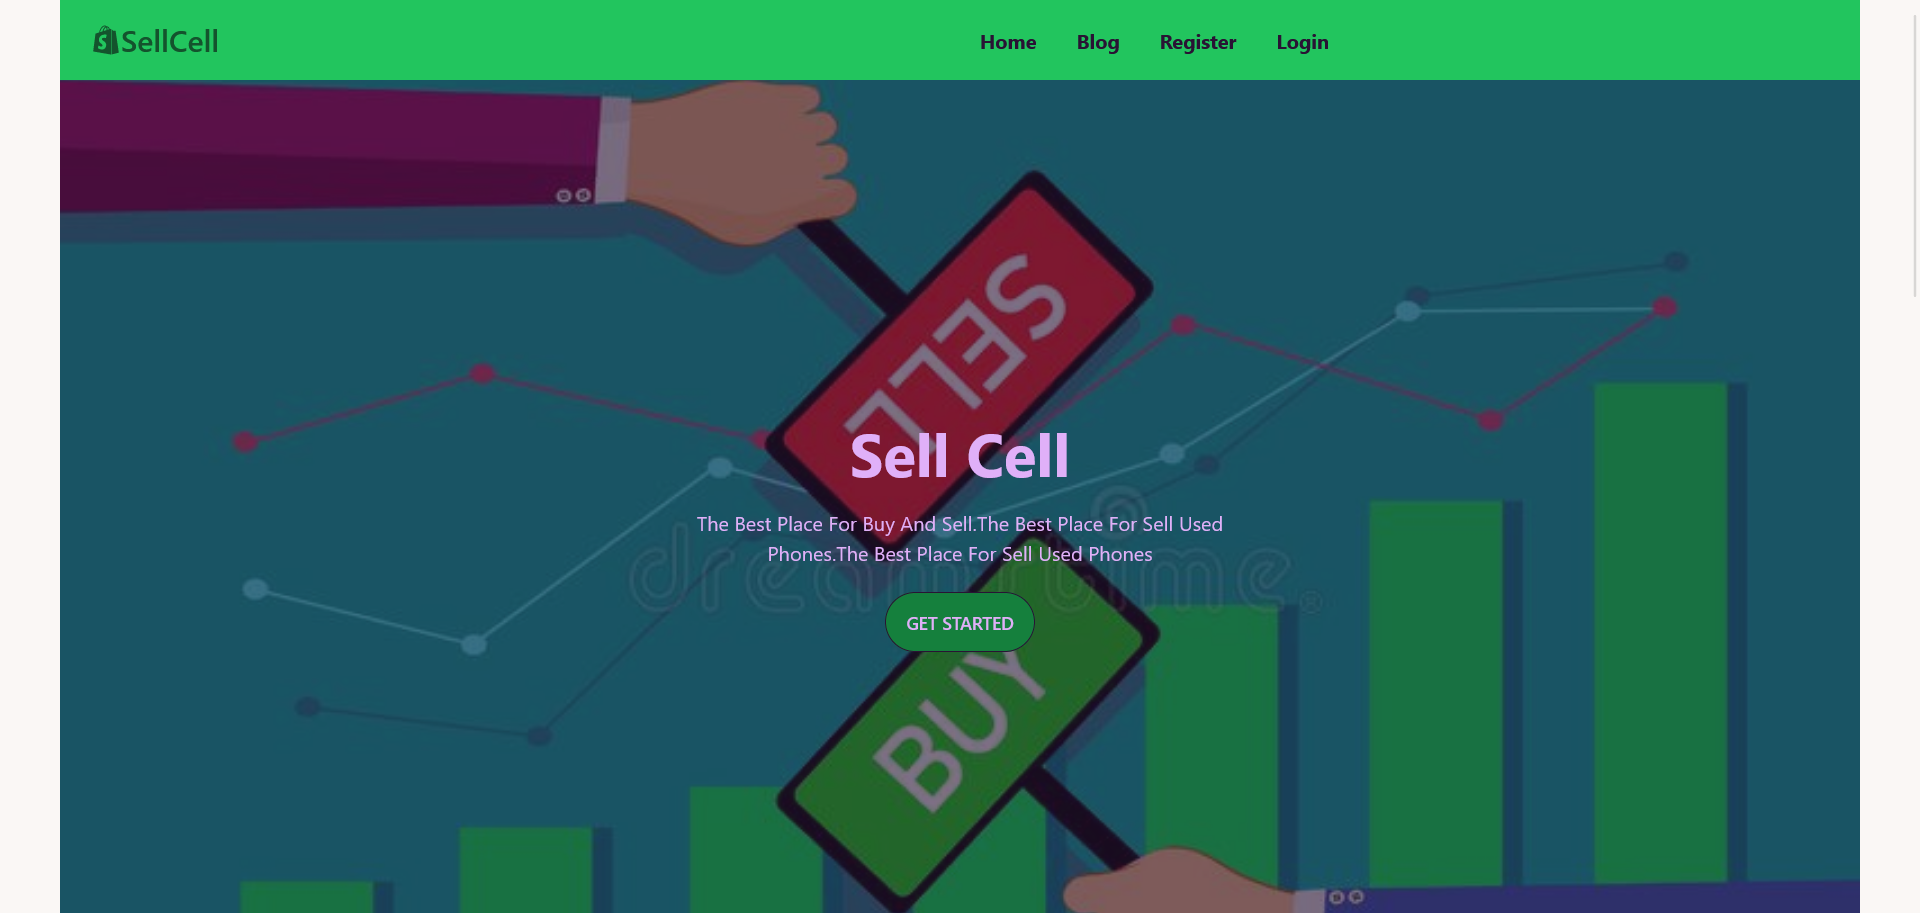 SellCell
Home Blog Register Login
SELL
Sell Cell
The Best Place For Buy And Sell.The Best Place For Sell Used
Phones.The Best Place For Sell Used Phones
dreamstime®
GET STARTED
BUY